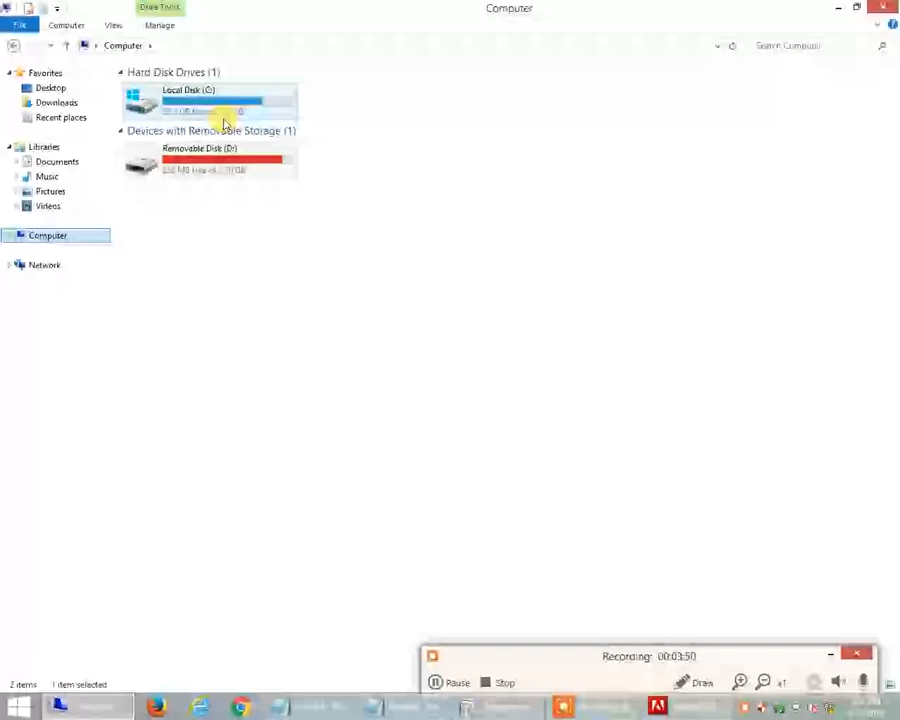 Drive Tools
Computer
File
Computer
View
Manage
Computer
Search Computer
Favorites
Desktop
Downloads
Recent places
Libraries
Documents
Music
Pictures
Videos
Computer
Network
Hard Disk Drives (1)
Local Disk (C:)
Devices with Removable Storage (1)
Removable Disk (D:)
2 items
1 item selected
Recording: 00:03:50
Pause
Stop
Draw
x1